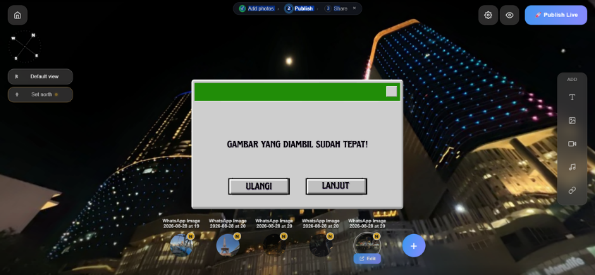 Add photos
2 Publish
3 Share
Publish Live
Default view
Set north
ADD
GAMBAR YANG DIAMBIL SUDAH TEPAT!
ULANGI
LANJUT
WhatsApp Image
WhatsApp Image
WhatsApp Image
WhatsApp Image
WhatsApp Image
Edit